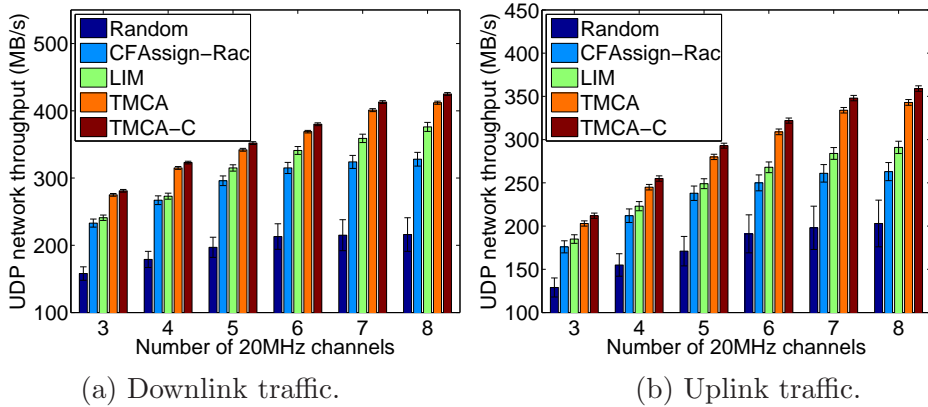 UDP network throughput (MB/s)
550
500
400
300
200
100
Random
CFAssign-Rac
LIM
TMCA
TMCA-C
3 4 5 6 7 8
Number of 20MHz channels
(a) Downlink traffic.
UDP network throughput (MB/s)
450
400
350
300
250
200
150
100
Random
CFAssign-Rac
LIM
TMCA
TMCA-C
3 4 5 6 7 8
Number of 20MHz channels
(b) Uplink traffic.